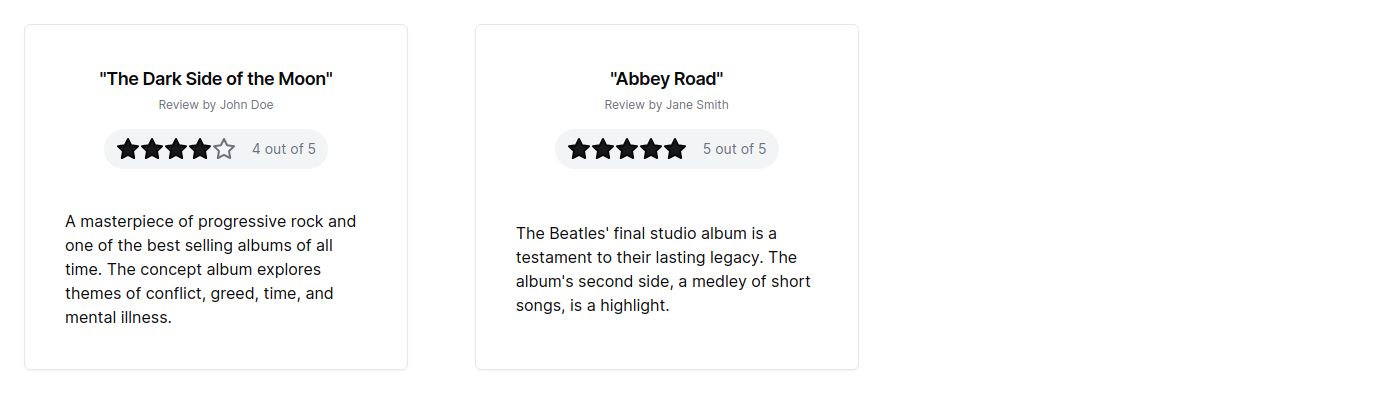 "The Dark Side of the Moon"
Review by John Doe
4 out of 5
A masterpiece of progressive rock and
one of the best selling albums of all
time. The concept album explores
themes of conflict, greed, time, and
mental illness.
"Abbey Road"
Review by Jane Smith
5 out of 5
The Beatles' final studio album is a
testament to their lasting legacy. The
album's second side, a medley of short
songs, is a highlight.